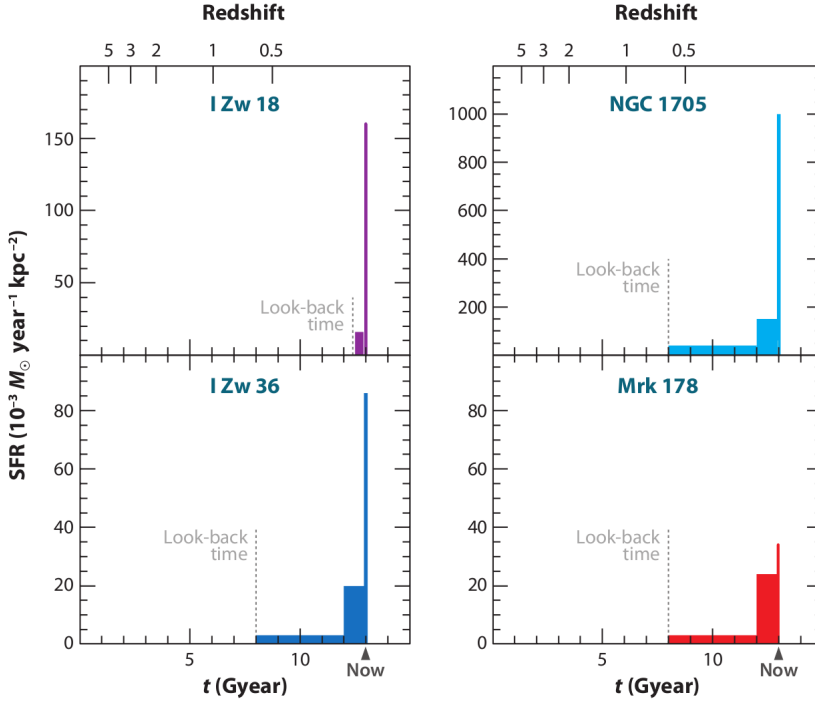 Redshift
Redshift
5 3 2 1 0.5
5 3 2 1 0.5
I Zw 18
NGC 1705
150
100
50
Look-back
time
1000
800
600
400
200
Look-back
time
SFR (10⁻³ M⊙ year⁻¹ kpc⁻²)
I Zw 36
Mrk 178
80
60
40
20
0
Look-back
time
80
60
40
20
0
Look-back
time
5 10
Now
t (Gyear)
5 10
Now
t (Gyear)